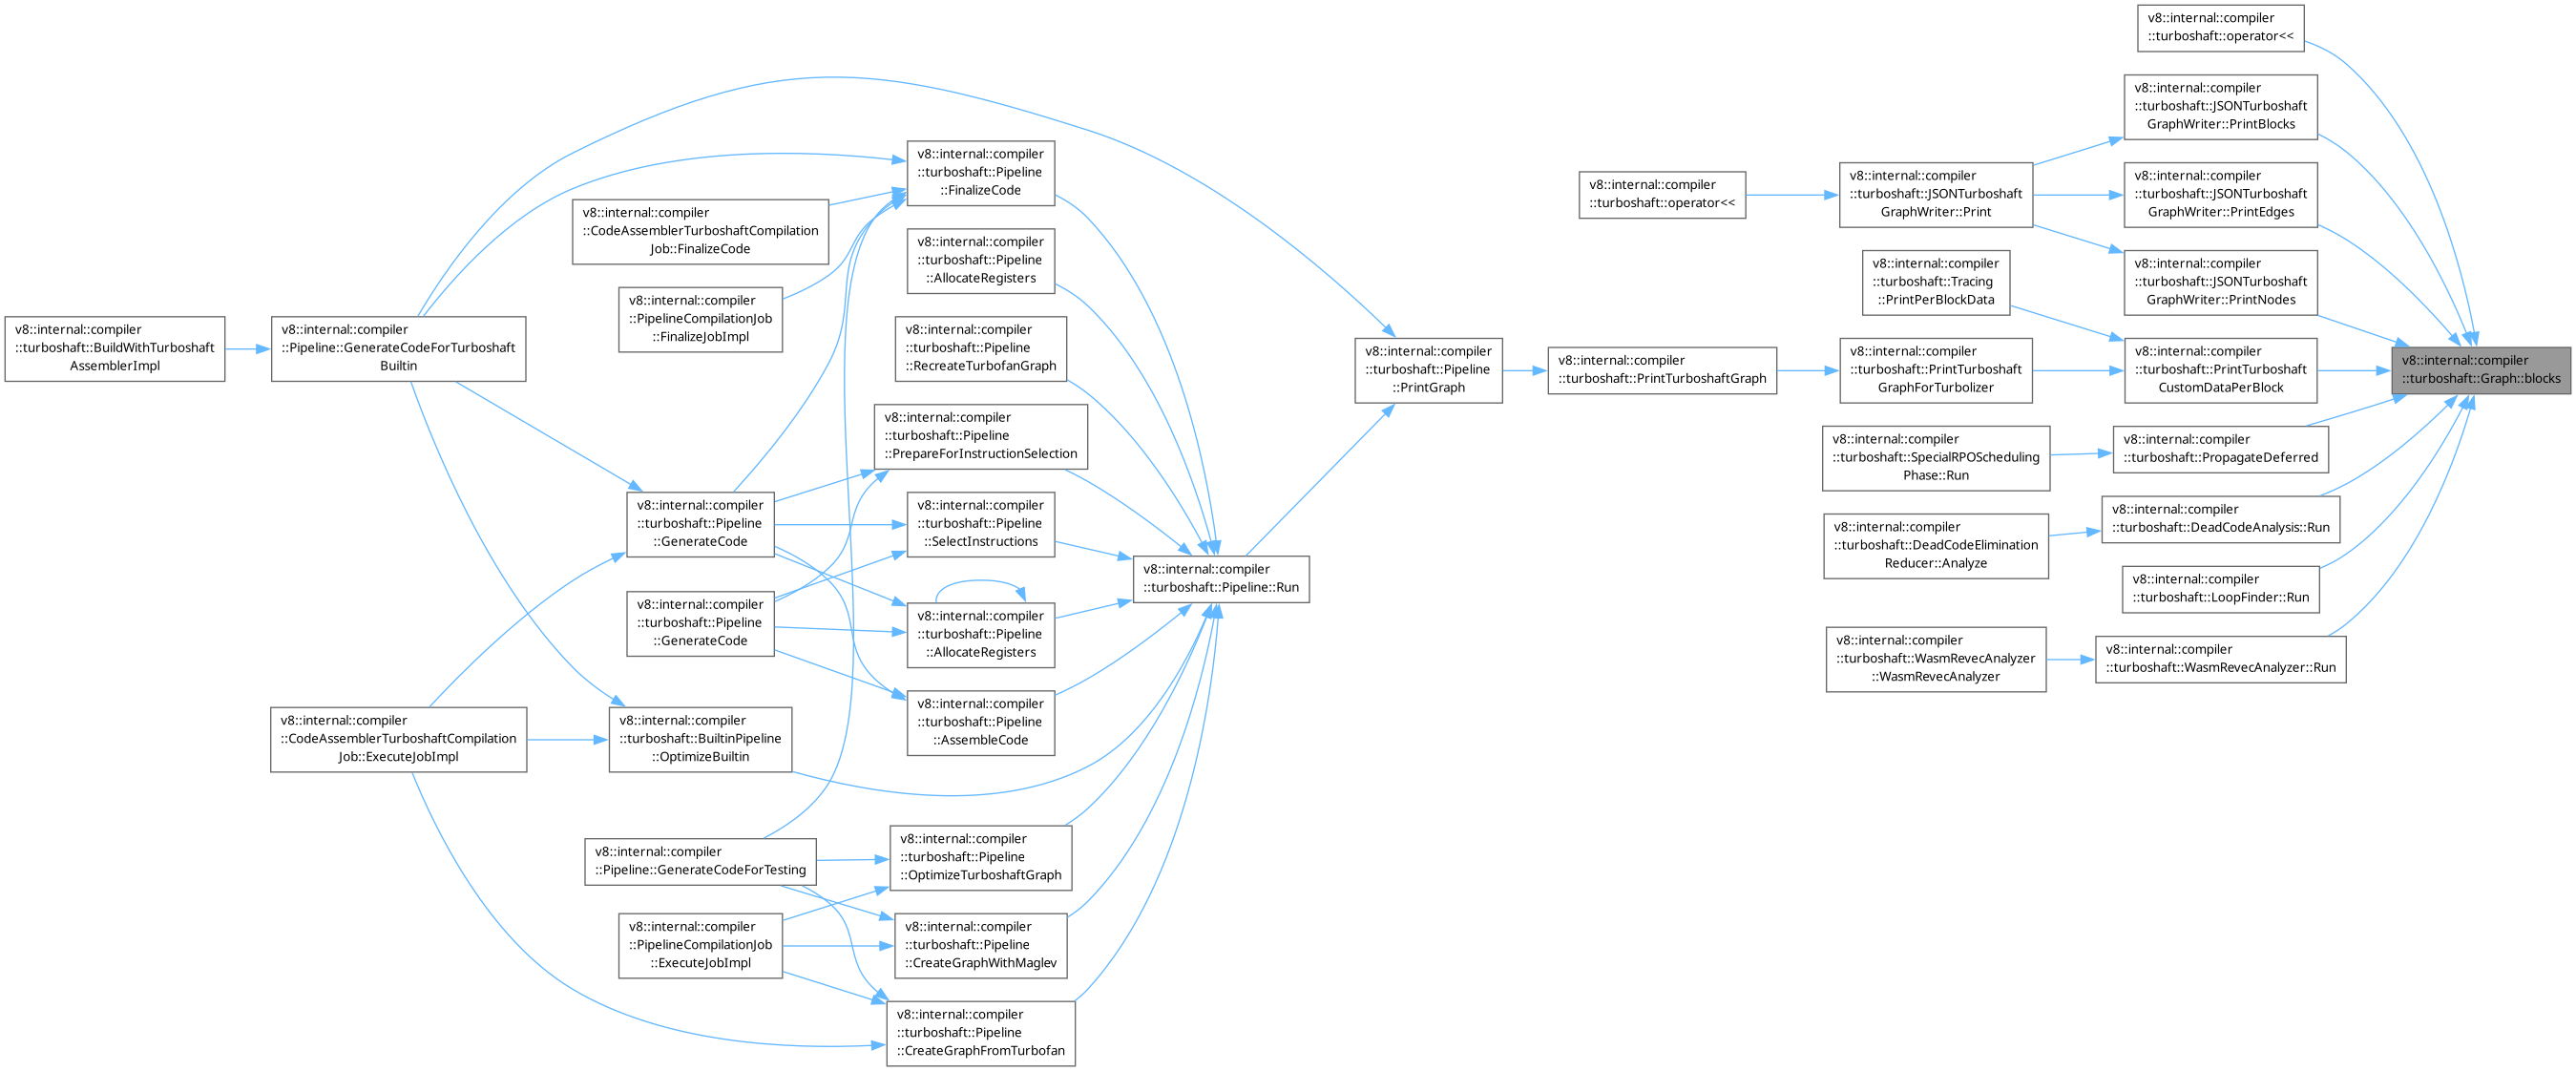 v8::internal::compiler
::turboshaft::operator<<
v8::internal::compiler
::turboshaft::JSONTurboshaft
GraphWriter::PrintBlocks
v8::internal::compiler
::turboshaft::JSONTurboshaft
GraphWriter::PrintEdges
v8::internal::compiler
::turboshaft::JSONTurboshaft
GraphWriter::PrintNodes
v8::internal::compiler
::turboshaft::PrintTurboshaft
CustomDataPerBlock
v8::internal::compiler
::turboshaft::Graph::blocks
v8::internal::compiler
::turboshaft::PropagateDeferred
v8::internal::compiler
::turboshaft::DeadCodeAnalysis::Run
v8::internal::compiler
::turboshaft::LoopFinder::Run
v8::internal::compiler
::turboshaft::WasmRevecAnalyzer::Run
v8::internal::compiler
::turboshaft::JSONTurboshaft
GraphWriter::Print
v8::internal::compiler
::turboshaft::operator<<
v8::internal::compiler
::turboshaft::Tracing
::PrintPerBlockData
v8::internal::compiler
::turboshaft::PrintTurboshaft
GraphForTurbolizer
v8::internal::compiler
::turboshaft::SpecialRPOScheduling
Phase::Run
v8::internal::compiler
::turboshaft::DeadCodeElimination
Reducer::Analyze
v8::internal::compiler
::turboshaft::WasmRevecAnalyzer
::WasmRevecAnalyzer
v8::internal::compiler
::turboshaft::PrintTurboshaftGraph
v8::internal::compiler
::turboshaft::Pipeline
::PrintGraph
v8::internal::compiler
::turboshaft::Pipeline::Run
v8::internal::compiler
::turboshaft::Pipeline
::FinalizeCode
v8::internal::compiler
::turboshaft::Pipeline
::AllocateRegisters
v8::internal::compiler
::turboshaft::Pipeline
::RecreateTurbofanGraph
v8::internal::compiler
::turboshaft::Pipeline
::PrepareForInstructionSelection
v8::internal::compiler
::turboshaft::Pipeline
::SelectInstructions
v8::internal::compiler
::turboshaft::Pipeline
::AllocateRegisters
v8::internal::compiler
::turboshaft::Pipeline
::AssembleCode
v8::internal::compiler
::turboshaft::Pipeline
::OptimizeTurboshaftGraph
v8::internal::compiler
::turboshaft::Pipeline
::CreateGraphWithMaglev
v8::internal::compiler
::turboshaft::Pipeline
::CreateGraphFromTurbofan
v8::internal::compiler
::CodeAssemblerTurboshaftCompilation
Job::FinalizeCode
v8::internal::compiler
::PipelineCompilationJob
::FinalizeJobImpl
v8::internal::compiler
::turboshaft::Pipeline
::GenerateCode
v8::internal::compiler
::turboshaft::Pipeline
::GenerateCode
v8::internal::compiler
::turboshaft::BuiltinPipeline
::OptimizeBuiltin
v8::internal::compiler
::Pipeline::GenerateCodeForTesting
v8::internal::compiler
::PipelineCompilationJob
::ExecuteJobImpl
v8::internal::compiler
::Pipeline::GenerateCodeForTurboshaft
Builtin
v8::internal::compiler
::CodeAssemblerTurboshaftCompilation
Job::ExecuteJobImpl
v8::internal::compiler
::turboshaft::BuildWithTurboshaft
AssemblerImpl